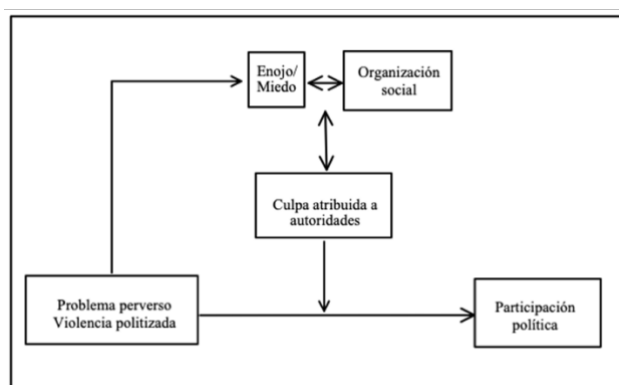 Enojo/
Miedo
Organización
social
Culpa atribuida a
autoridades
Problema perverso
Violencia politizada
Participación
política